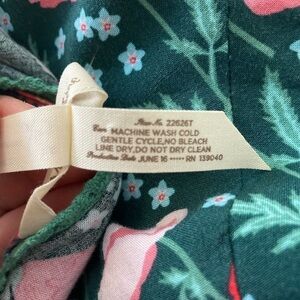 Item No. 22626T
Care MACHINE WASH COLD
GENTLE CYCLE,NO BLEACH
LINE DRY,DO NOT DRY CLEAN
Production Date JUNE 16 ***** RN 139040